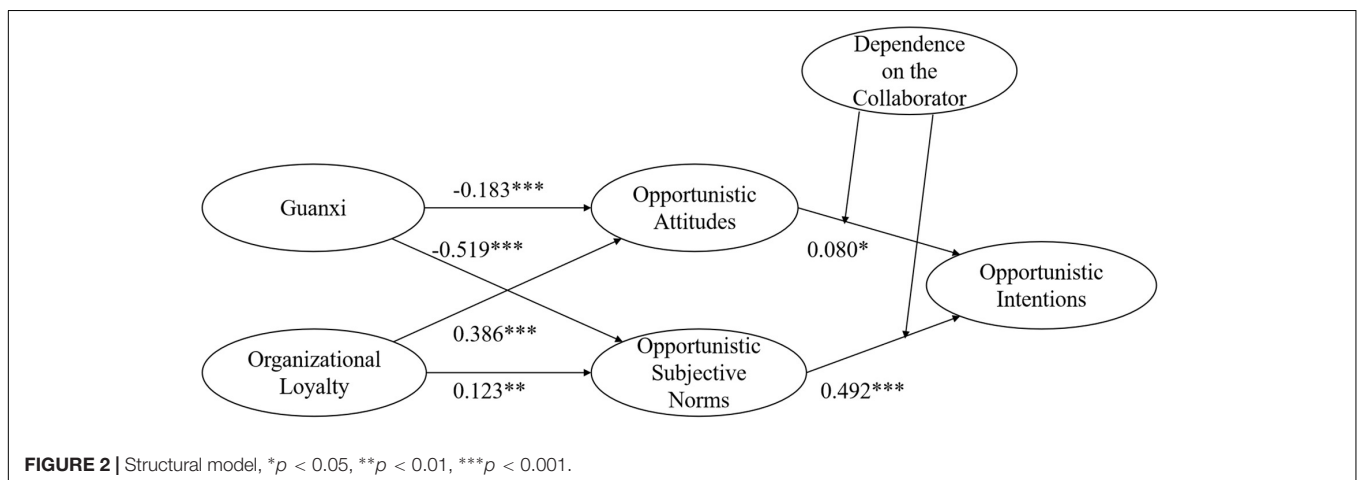 Dependence
on the
Collaborator
Guanxi
-0.183***
Opportunistic
Attitudes
-0.519***
0.080*
Opportunistic
Intentions
0.386***
Organizational
Loyalty
0.123**
Opportunistic
Subjective
Norms
0.492***
FIGURE 2 | Structural model, *p < 0.05, **p < 0.01, ***p < 0.001.